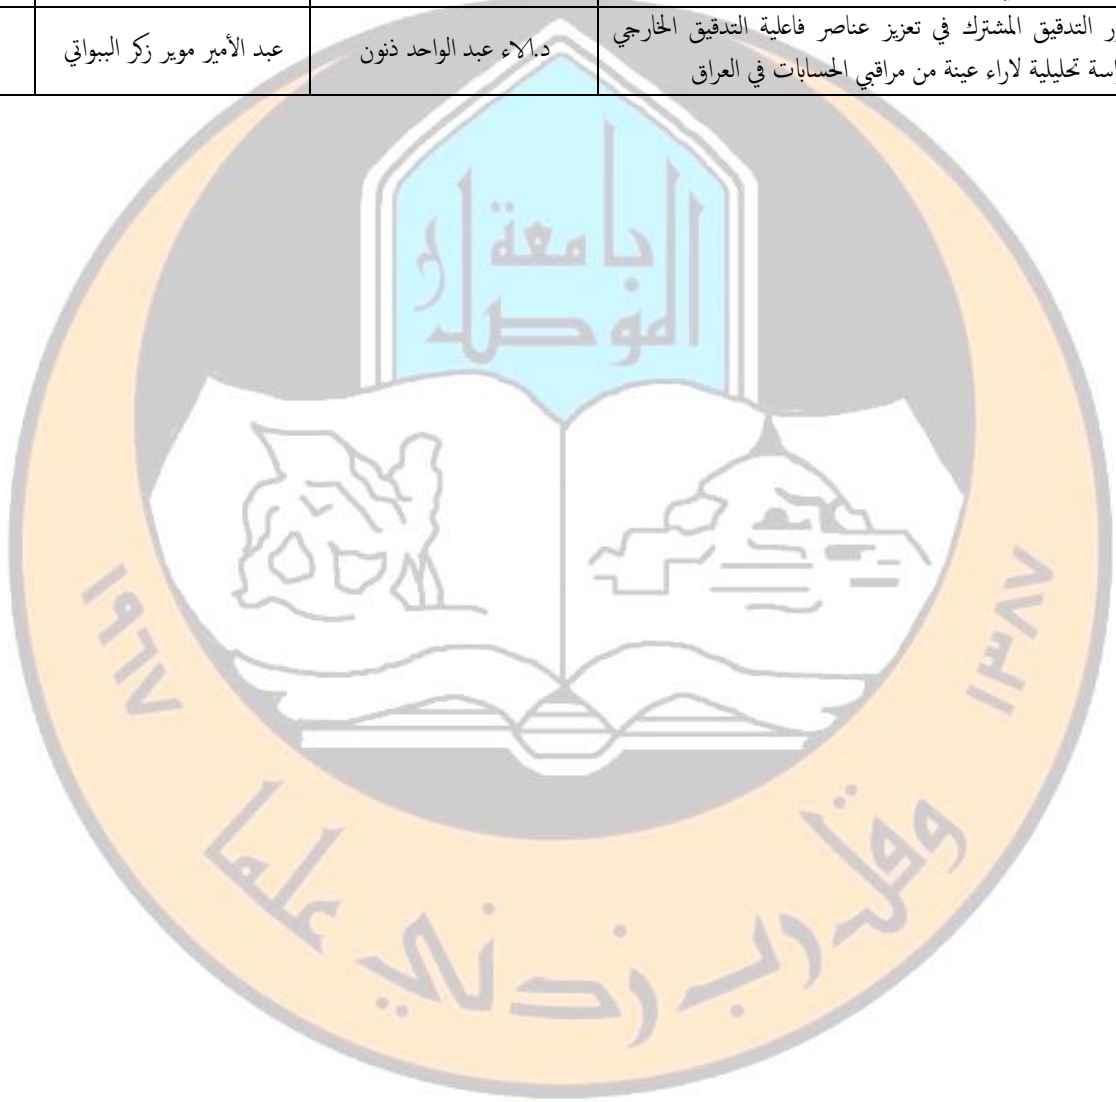 ور التدقيق المشترك في تعزيز عناصر فاعلية التدقيق الخارجي
اسة تحليلية لاراء عينة من مراقبي الحسابات في العراق
د.الاء عبد الواحد ذنون
عبد الأمير موير زكر الببواتي
جامعة
الموصل
١٣٨٧
١٩٦٧
وقل رب زدني علما